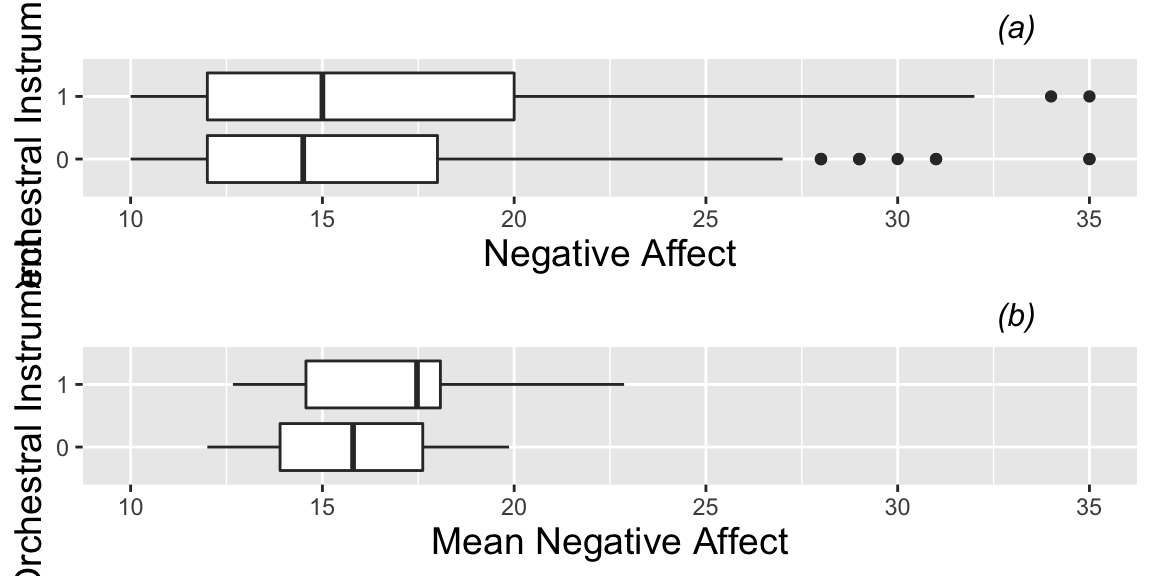 (a)
chestral Instrum
1
0
10 15 20 25 30 35
Negative Affect
(b)
Orchestral Instrum
1
0
10 15 20 25 30 35
Mean Negative Affect